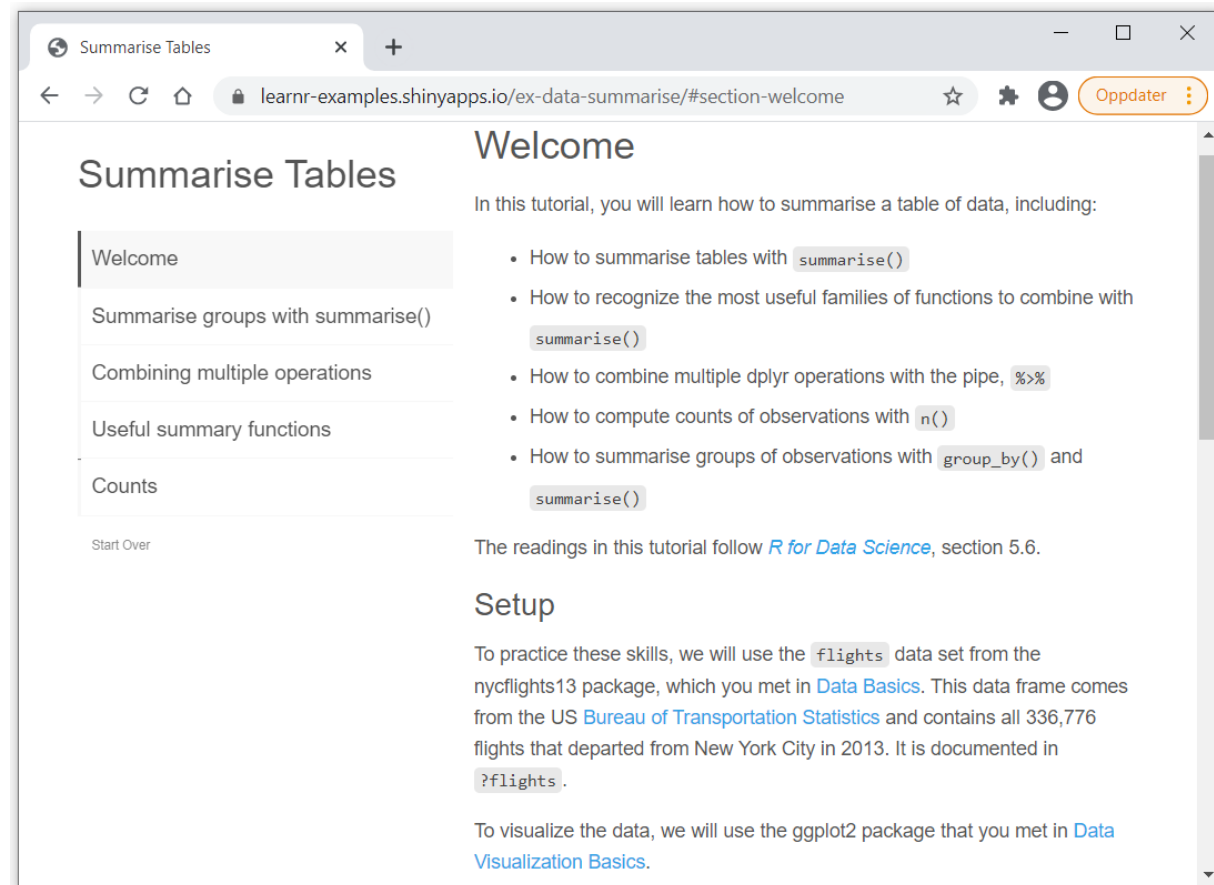 Summarise Tables
learnr-examples.shinyapps.io/ex-data-summarise/#section-welcome
Oppdater
Summarise Tables
Welcome
Summarise groups with summarise()
Combining multiple operations
Useful summary functions
Counts
Start Over
Welcome
In this tutorial, you will learn how to summarise a table of data, including:
• How to summarise tables with summarise()
• How to recognize the most useful families of functions to combine with
summarise()
• How to combine multiple dplyr operations with the pipe, %>%
• How to compute counts of observations with n()
• How to summarise groups of observations with group_by() and
summarise()
The readings in this tutorial follow R for Data Science, section 5.6.
Setup
To practice these skills, we will use the flights data set from the
nycflights13 package, which you met in Data Basics. This data frame comes
from the US Bureau of Transportation Statistics and contains all 336,776
flights that departed from New York City in 2013. It is documented in
?flights.
To visualize the data, we will use the ggplot2 package that you met in Data
Visualization Basics.